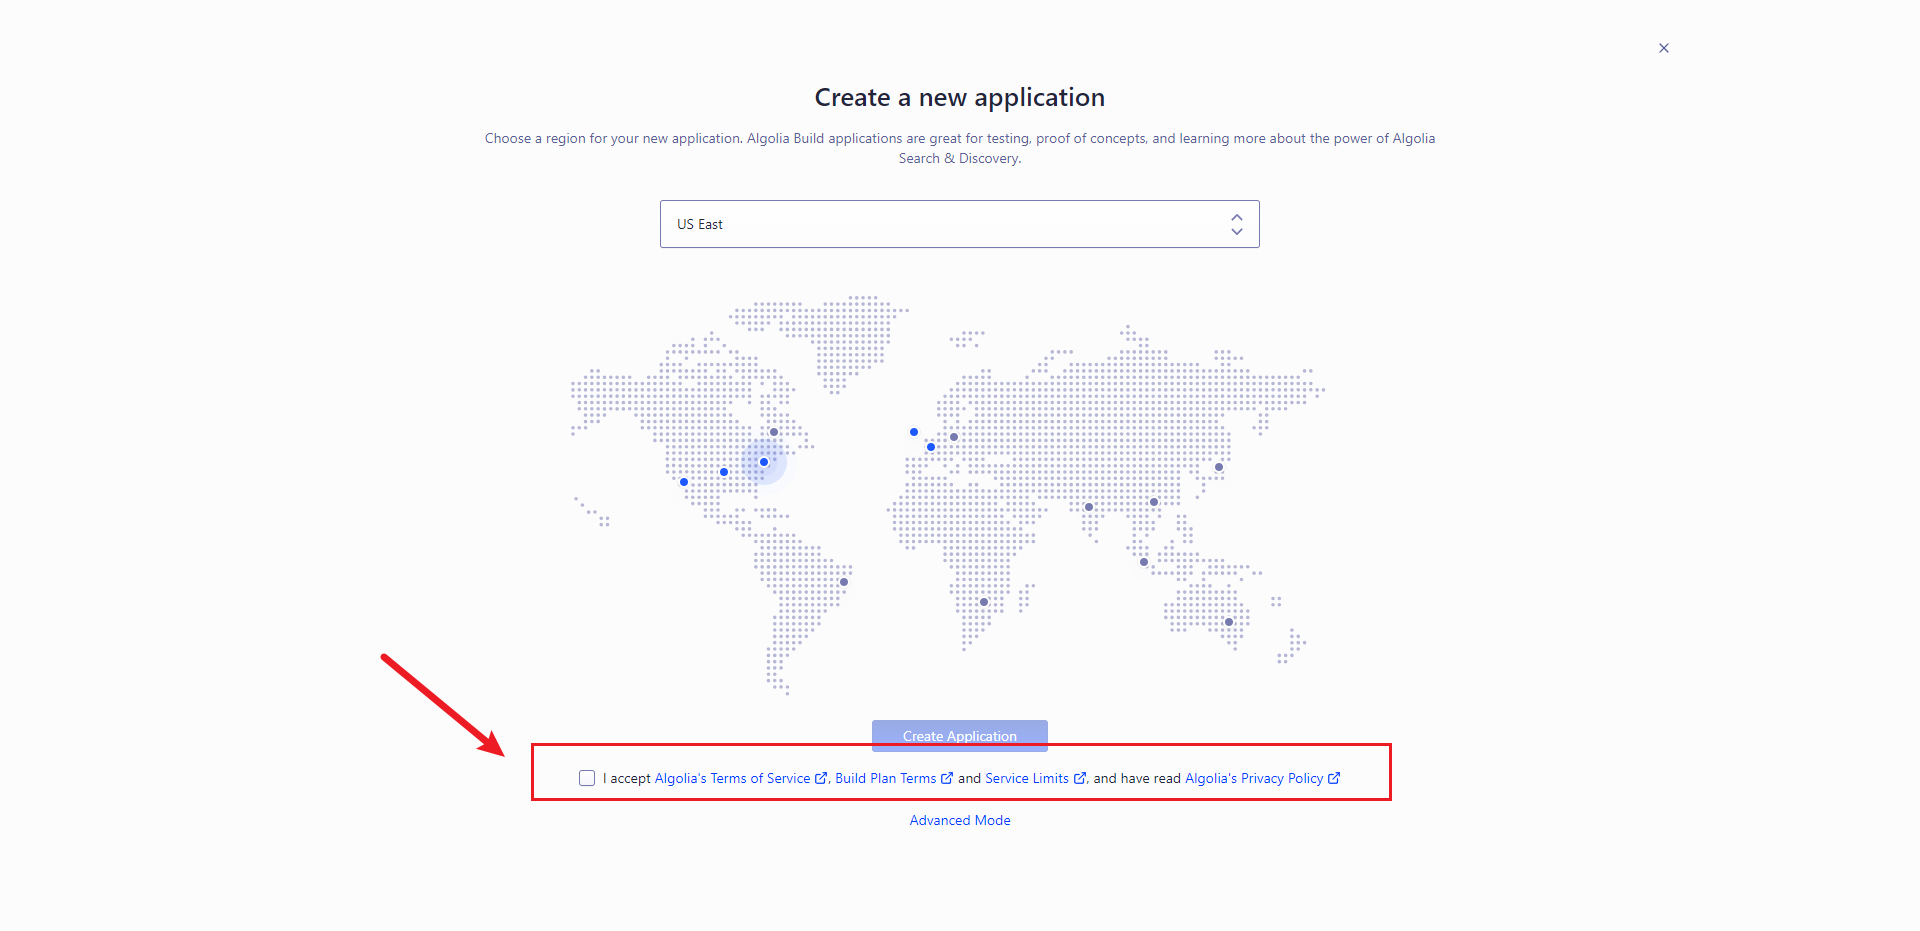 Create a new application
Choose a region for your new application. Algolia Build applications are great for testing, proof of concepts, and learning more about the power of Algolia
Search & Discovery.
US East
Create Application
I accept Algolia's Terms of Service, Build Plan Terms and Service Limits, and have read Algolia's Privacy Policy
Advanced Mode